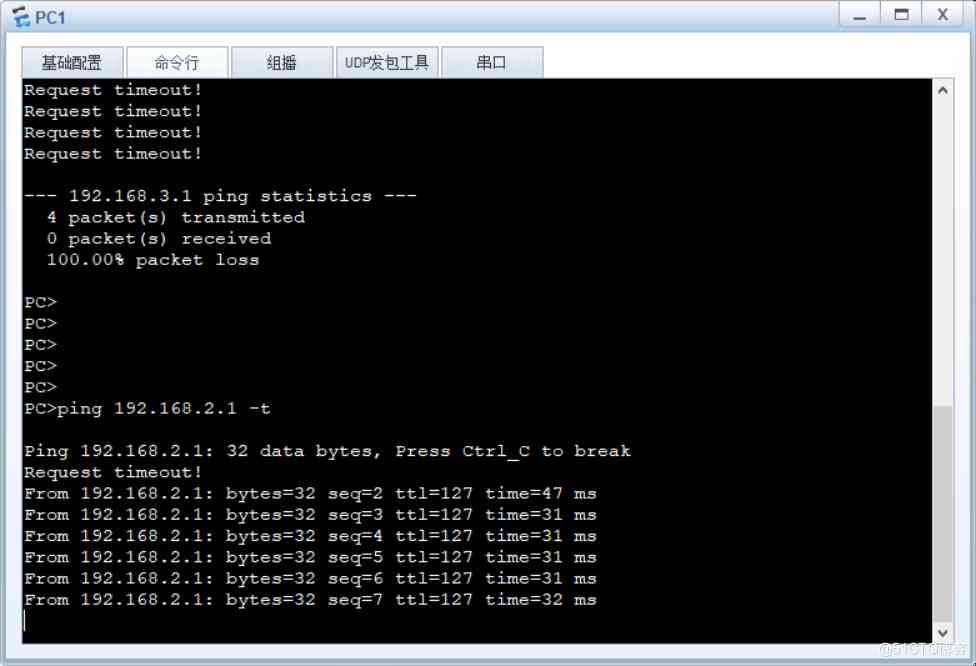 PC1
基础配置 命令行 组播 UDP发包工具 串口
Request timeout!
Request timeout!
Request timeout!
Request timeout!
--- 192.168.3.1 ping statistics ---
4 packet(s) transmitted
0 packet(s) received
100.00% packet loss
PC>
PC>
PC>
PC>
PC>
PC>ping 192.168.2.1 -t
Ping 192.168.2.1: 32 data bytes, Press Ctrl_C to break
Request timeout!
From 192.168.2.1: bytes=32 seq=2 ttl=127 time=47 ms
From 192.168.2.1: bytes=32 seq=3 ttl=127 time=31 ms
From 192.168.2.1: bytes=32 seq=4 ttl=127 time=31 ms
From 192.168.2.1: bytes=32 seq=5 ttl=127 time=31 ms
From 192.168.2.1: bytes=32 seq=6 ttl=127 time=31 ms
From 192.168.2.1: bytes=32 seq=7 ttl=127 time=32 ms
@51CTO博客